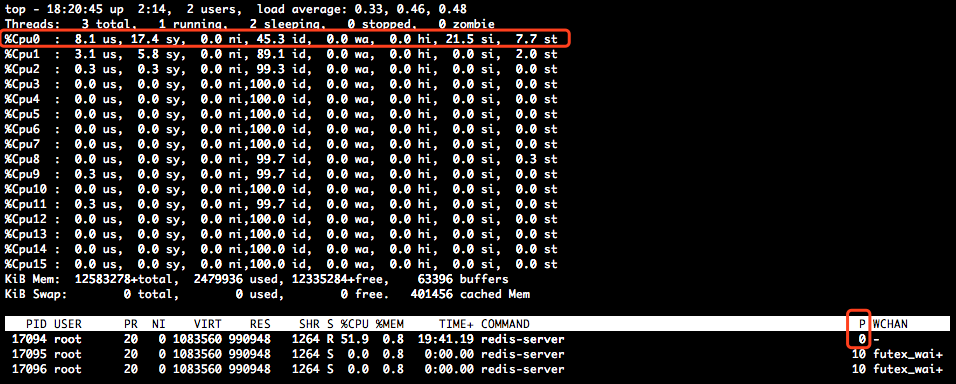 top - 18:20:45 up  2:14,  2 users,  load average: 0.33, 0.46, 0.48
Threads:   3 total,   1 running,   2 sleeping,   0 stopped,   0 zombie
%Cpu0  :  8.1 us, 17.4 sy,  0.0 ni, 45.3 id,  0.0 wa,  0.0 hi, 21.5 si,  7.7 st
%Cpu1  :  3.1 us,  5.8 sy,  0.0 ni, 89.1 id,  0.0 wa,  0.0 hi,  0.0 si,  2.0 st
%Cpu2  :  0.3 us,  0.3 sy,  0.0 ni, 99.3 id,  0.0 wa,  0.0 hi,  0.0 si,  0.0 st
%Cpu3  :  0.0 us,  0.0 sy,  0.0 ni,100.0 id,  0.0 wa,  0.0 hi,  0.0 si,  0.0 st
%Cpu4  :  0.0 us,  0.0 sy,  0.0 ni,100.0 id,  0.0 wa,  0.0 hi,  0.0 si,  0.0 st
%Cpu5  :  0.0 us,  0.0 sy,  0.0 ni,100.0 id,  0.0 wa,  0.0 hi,  0.0 si,  0.0 st
%Cpu6  :  0.0 us,  0.0 sy,  0.0 ni,100.0 id,  0.0 wa,  0.0 hi,  0.0 si,  0.0 st
%Cpu7  :  0.0 us,  0.0 sy,  0.0 ni,100.0 id,  0.0 wa,  0.0 hi,  0.0 si,  0.0 st
%Cpu8  :  0.0 us,  0.0 sy,  0.0 ni, 99.7 id,  0.0 wa,  0.0 hi,  0.0 si,  0.3 st
%Cpu9  :  0.3 us,  0.0 sy,  0.0 ni, 99.7 id,  0.0 wa,  0.0 hi,  0.0 si,  0.0 st
%Cpu10 :  0.0 us,  0.0 sy,  0.0 ni,100.0 id,  0.0 wa,  0.0 hi,  0.0 si,  0.0 st
%Cpu11 :  0.3 us,  0.0 sy,  0.0 ni, 99.7 id,  0.0 wa,  0.0 hi,  0.0 si,  0.0 st
%Cpu12 :  0.0 us,  0.0 sy,  0.0 ni,100.0 id,  0.0 wa,  0.0 hi,  0.0 si,  0.0 st
%Cpu13 :  0.0 us,  0.0 sy,  0.0 ni,100.0 id,  0.0 wa,  0.0 hi,  0.0 si,  0.0 st
%Cpu14 :  0.0 us,  0.0 sy,  0.0 ni,100.0 id,  0.0 wa,  0.0 hi,  0.0 si,  0.0 st
%Cpu15 :  0.0 us,  0.0 sy,  0.0 ni,100.0 id,  0.0 wa,  0.0 hi,  0.0 si,  0.0 st
KiB Mem:  12583278+total,  2479936 used, 12335284+free,    63396 buffers
KiB Swap:        0 total,        0 used,        0 free.   401456 cached Mem
PID USER      PR  NI    VIRT    RES    SHR S %CPU %MEM     TIME+ COMMAND                                    P WCHAN
17094 root      20   0 1083560 990948   1264 R 51.9  0.8  19:41.19 redis-server                               0 -
17095 root      20   0 1083560 990948   1264 S  0.0  0.8   0:00.00 redis-server                              10 futex_wai+
17096 root      20   0 1083560 990948   1264 S  0.0  0.8   0:00.00 redis-server                              10 futex_wai+